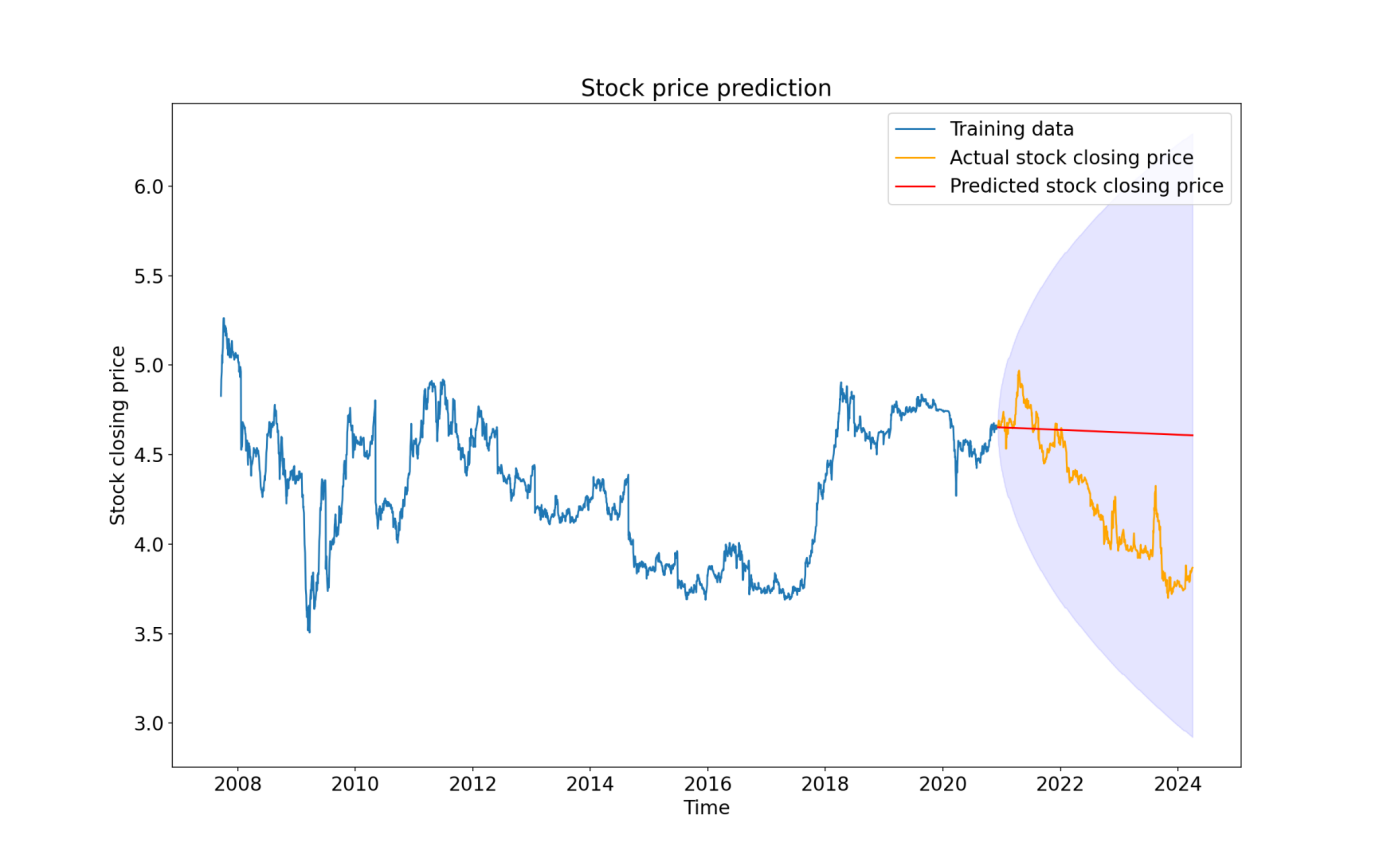 Stock price prediction
Training data
Actual stock closing price
Predicted stock closing price
Stock closing price
6.0
5.5
5.0
4.5
4.0
3.5
3.0
2008 2010 2012 2014 2016 2018 2020 2022 2024
Time